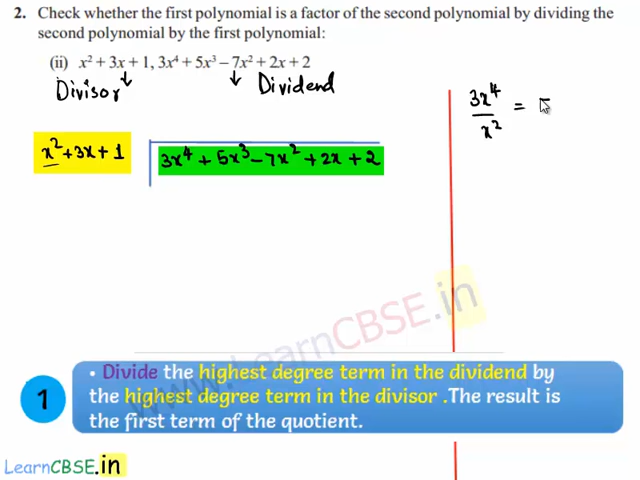 2. Check whether the first polynomial is a factor of the second polynomial by dividing the
second polynomial by the first polynomial:
(ii) x² + 3x + 1, 3x⁴ + 5x³ – 7x² + 2x + 2
Divisor ↓ ↓ Dividend
3x⁴/x² =
x² + 3x + 1 3x⁴ + 5x³ – 7x² + 2x + 2
www.LearnCBSE.in
1
• Divide the highest degree term in the dividend by
the highest degree term in the divisor .The result is
the first term of the quotient.
LearnCBSE.in